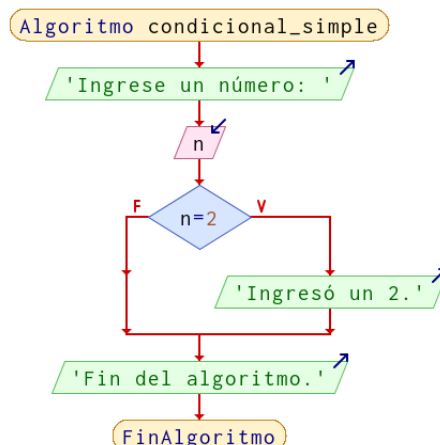 Algoritmo condicional_simple
'Ingrese un número: '
n
F
V
n=2
'Ingresó un 2.'
'Fin del algoritmo.'
FinAlgoritmo